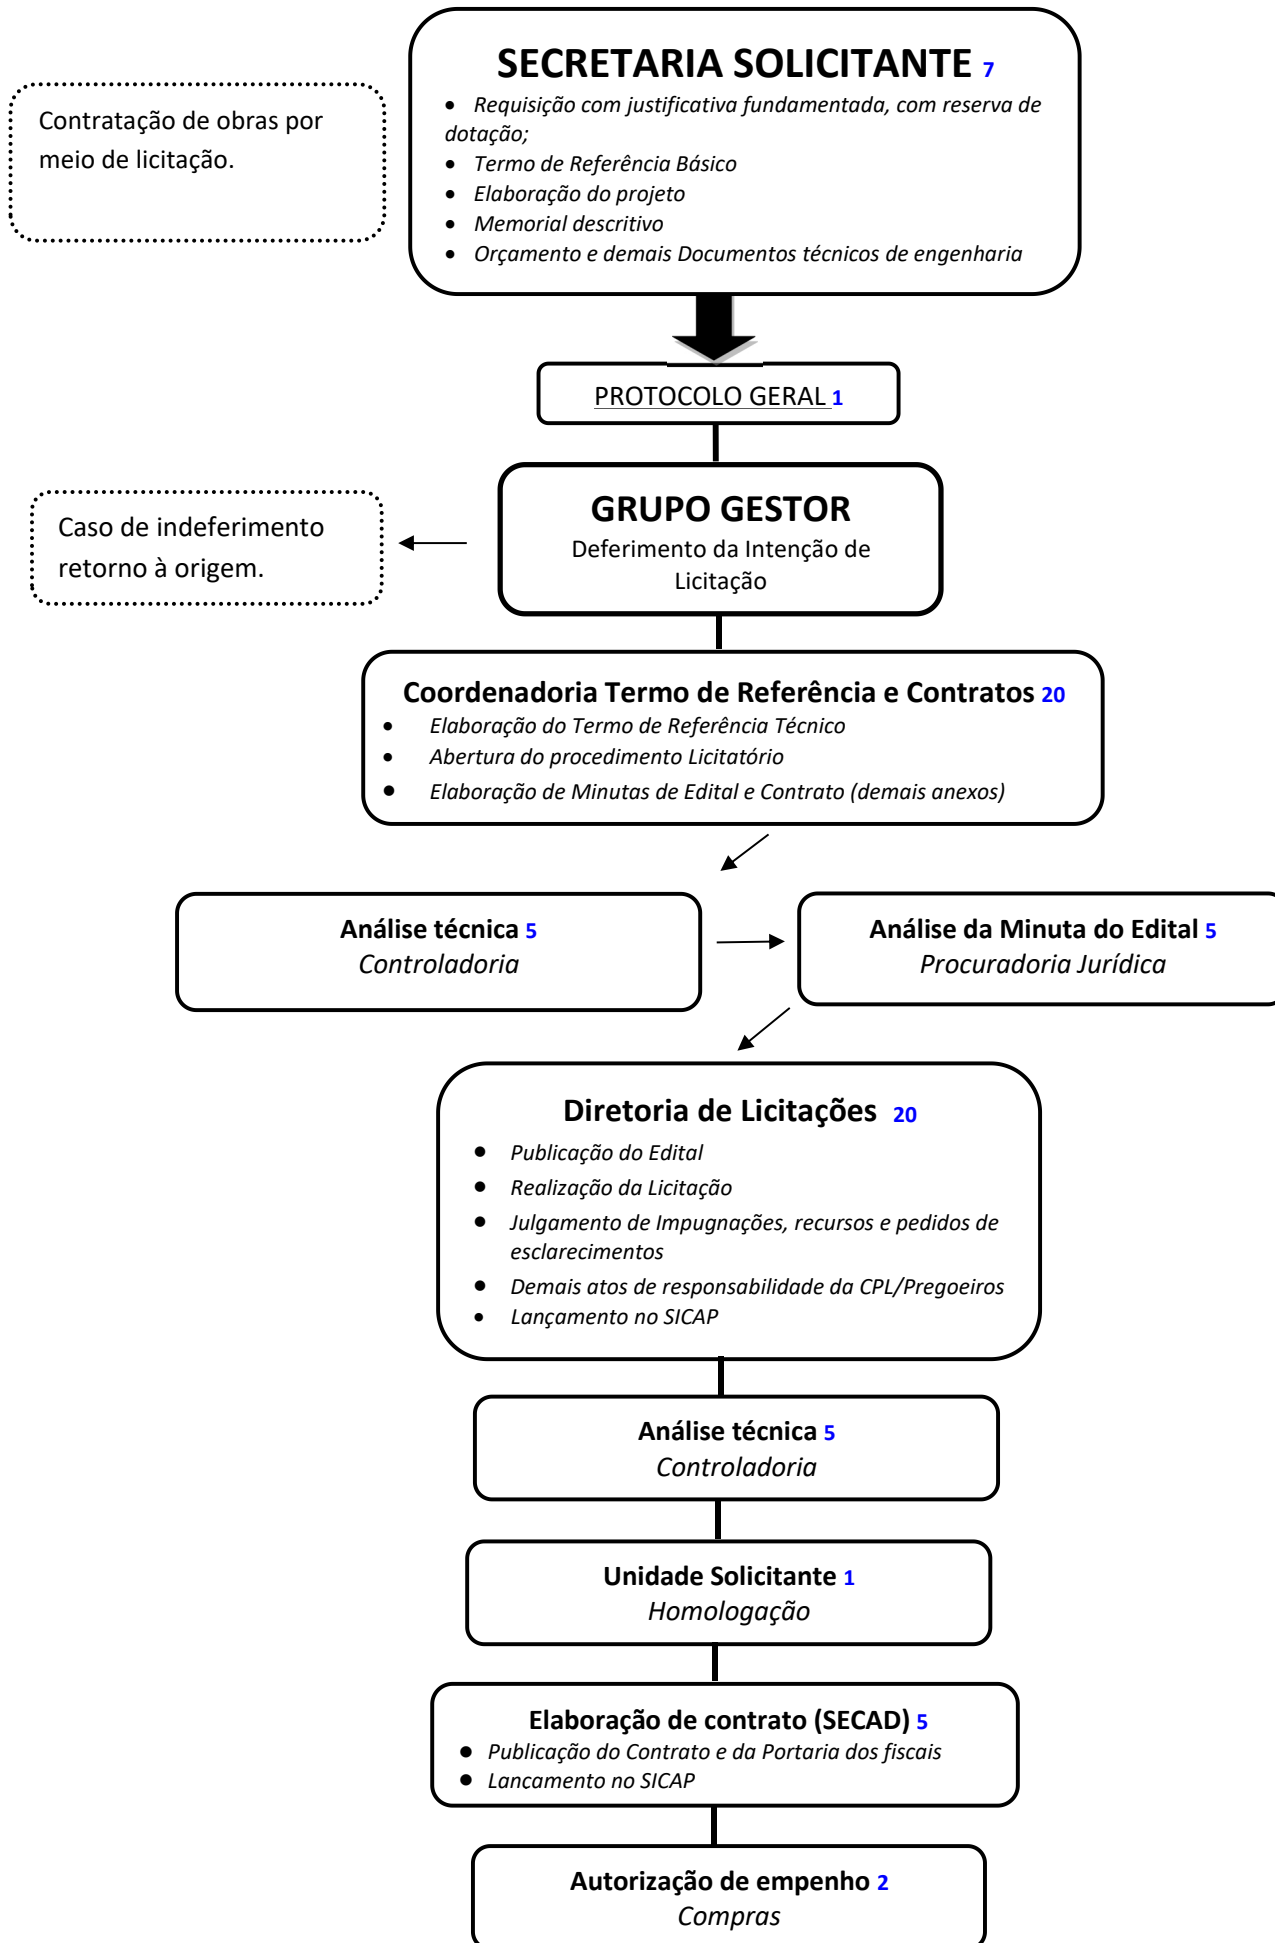 SECRETARIA SOLICITANTE 7
• Requisição com justificativa fundamentada, com reserva de
dotação;
• Termo de Referência Básico
• Elaboração do projeto
• Memorial descritivo
• Orçamento e demais Documentos técnicos de engenharia
Contratação de obras por
meio de licitação.
PROTOCOLO GERAL 1
GRUPO GESTOR
Deferimento da Intenção de
Licitação
Caso de indeferimento
retorno à origem.
Coordenadoria Termo de Referência e Contratos 20
• Elaboração do Termo de Referência Técnico
• Abertura do procedimento Licitatório
• Elaboração de Minutas de Edital e Contrato (demais anexos)
Análise técnica 5
Controladoria
Análise da Minuta do Edital 5
Procuradoria Jurídica
Diretoria de Licitações 20
• Publicação do Edital
• Realização da Licitação
• Julgamento de Impugnações, recursos e pedidos de
esclarecimentos
• Demais atos de responsabilidade da CPL/Pregoeiros
• Lançamento no SICAP
Análise técnica 5
Controladoria
Unidade Solicitante 1
Homologação
Elaboração de contrato (SECAD) 5
• Publicação do Contrato e da Portaria dos fiscais
• Lancamento no SICAP
Autorização de empenho 2
Compras